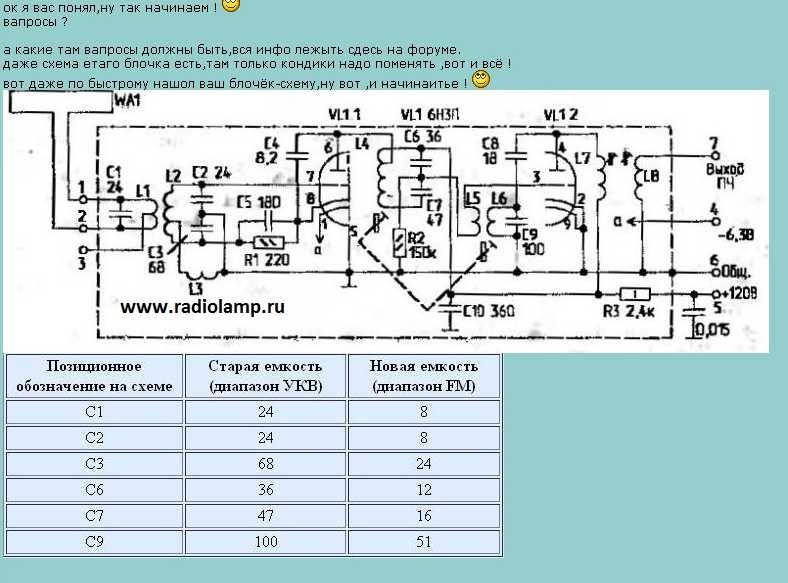 ок я вас понял,ну так начинаем !
вапросы ?
а какие там вапросы должны быть,вся инфо лежыть сдесь на форуме.
даже схема етаго блочка есть,там только кондики надо поменять ,вот и всё !
вот даже по быстрому нашол ваш блочёк-схему,ну вот ,и начинаитье !
WA1
VL1.1
VL1 6Н3П
VL1 2
C1 24
L1
L2
C2 24
C4 8,2
C5 180
R1 220
C3 68
L3
6
7
8
1
5
а
L4
C6 36
C7 47
R2 150к
L5
L6
C8 18
C9 100
4
3
2
9
L7
L8
а
C10 360
R3 2,4к
0,015
1
2
3
7
Выход ПЧ
4
-6,3В
6
Общ.
+120В
5
www.radiolamp.ru
Позиционное обозначение на схеме Старая емкость (диапазон УКВ) Новая емкость (диапазон FM)
C1 24 8
C2 24 8
C3 68 24
C6 36 12
C7 47 16
C9 100 51